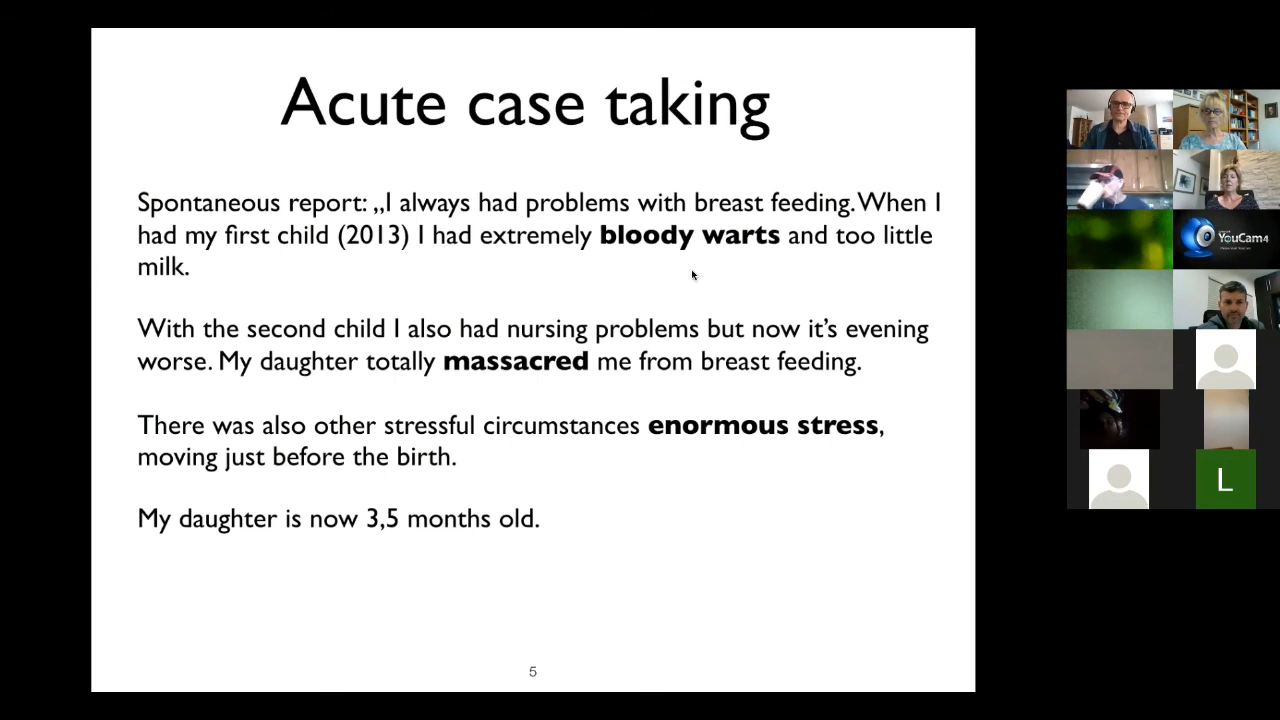 Acute case taking
Spontaneous report: „I always had problems with breast feeding. When I
had my first child (2013) I had extremely bloody warts and too little
milk.
With the second child I also had nursing problems but now it’s evening
worse. My daughter totally massacred me from breast feeding.
There was also other stressful circumstances enormous stress,
moving just before the birth.
My daughter is now 3,5 months old.
5
YouCam4
L